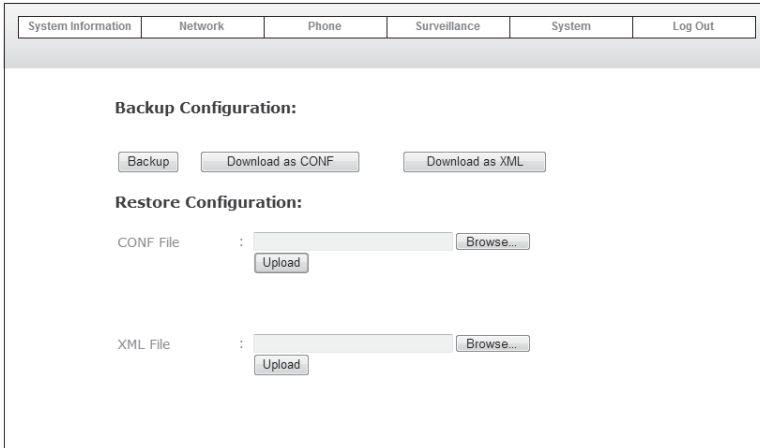 System Information Network Phone Surveillance System Log Out
Backup Configuration:
Backup Download as CONF Download as XML
Restore Configuration:
CONF File : Browse...
Upload
XML File : Browse...
Upload